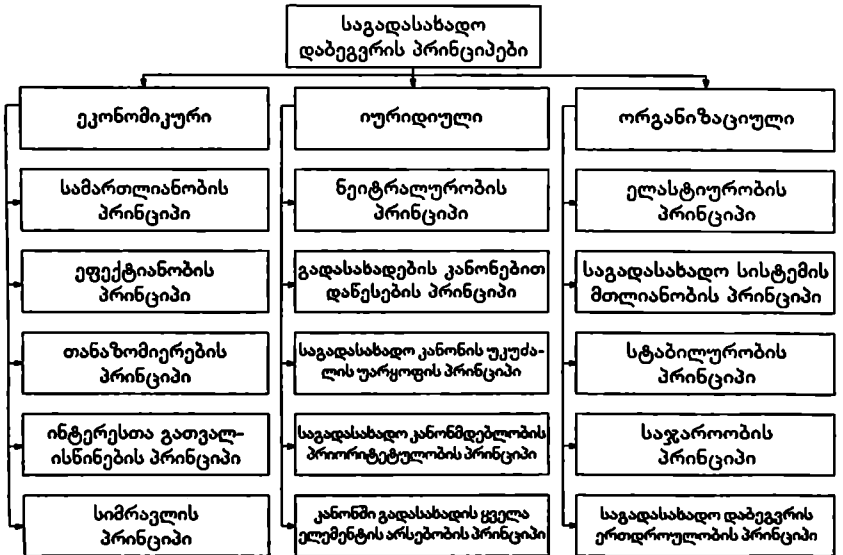 საგადასახადო
დაბეგვრის პრინციპები
ეკონომიკური
სამართლიანობის
პრინციპი
ეფექტიანობის
პრინციპი
თანაზომიერების
პრინციპი
ინტერესთა გათვალ-
ისწინების პრინციპი
სიმრავლის
პრინციპი
იურიდიული
ნეიტრალურობის
პრინციპი
გადასახადების კანონებით
დაწესების პრინციპი
საგადასახადო კანონის უკუძა-
ლის უარყოფის პრინციპი
საგადასახადო კანონმდებლობის
პრიორიტეტულობის პრინციპი
კანონში გადასახადის ყველა
ელემენტის არსებობის პრინციპი
ორგანიზაციული
ელასტიურობის
პრინციპი
საგადასახადო სისტემის
მთლიანობის პრინციპი
სტაბილურობის
პრინციპი
საჯაროობის
პრინციპი
საგადასახადო დაბეგვრის
ერთდროულობის პრინციპი